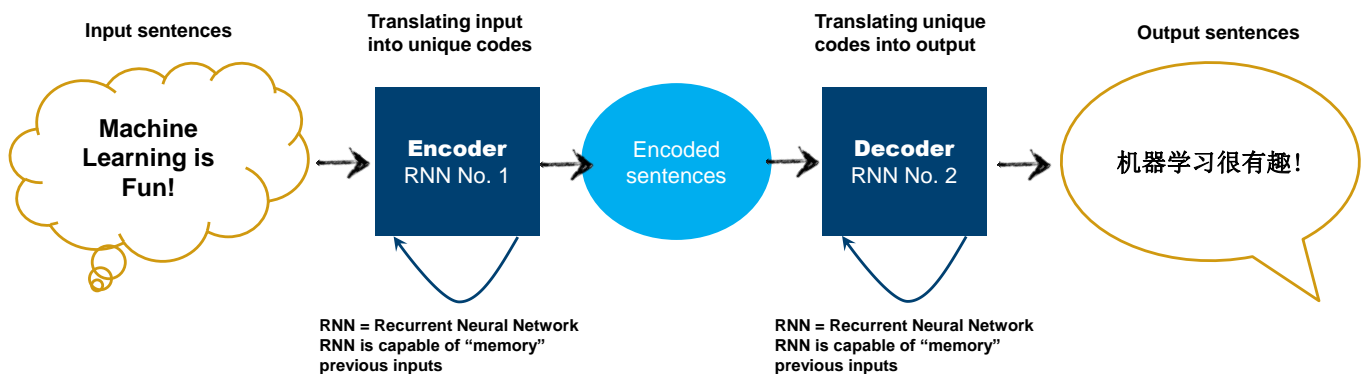 Input sentences
Translating input
into unique codes
Translating unique
codes into output
Output sentences
Machine
Learning is
Fun!
Encoder
RNN No. 1
Encoded
sentences
Decoder
RNN No. 2
机器学习很有趣!
RNN = Recurrent Neural Network
RNN is capable of “memory”
previous inputs
RNN = Recurrent Neural Network
RNN is capable of “memory”
previous inputs